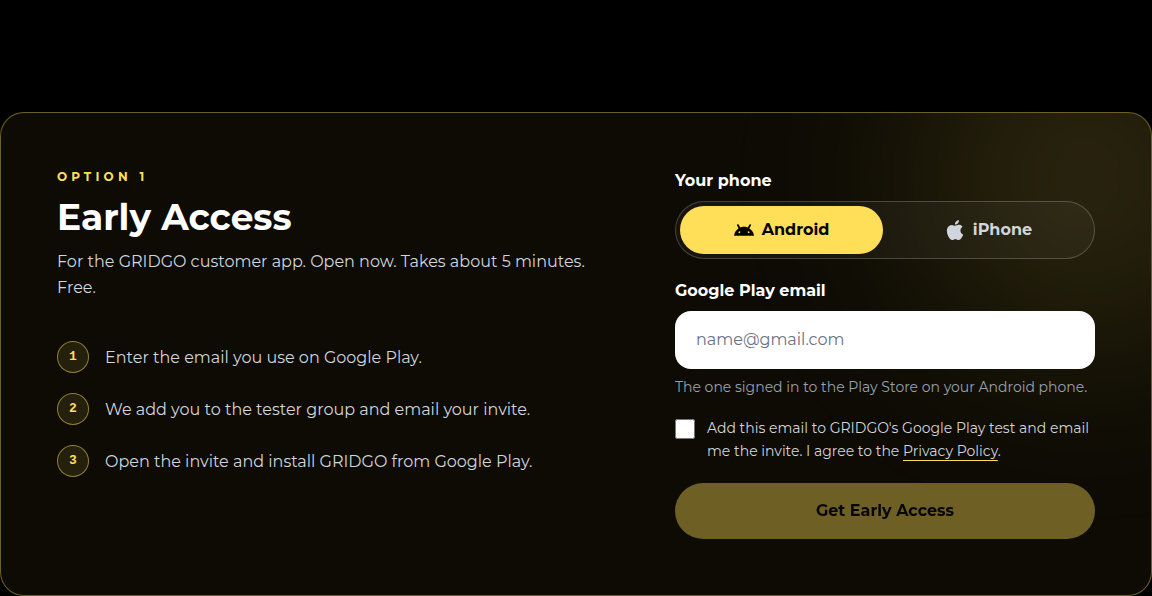 OPTION 1
Early Access
For the GRIDGO customer app. Open now. Takes about 5 minutes.
Free.
1 Enter the email you use on Google Play.
2 We add you to the tester group and email your invite.
3 Open the invite and install GRIDGO from Google Play.
Your phone
Android iPhone
Google Play email
name@gmail.com
The one signed in to the Play Store on your Android phone.
Add this email to GRIDGO's Google Play test and email
me the invite. I agree to the Privacy Policy.
Get Early Access